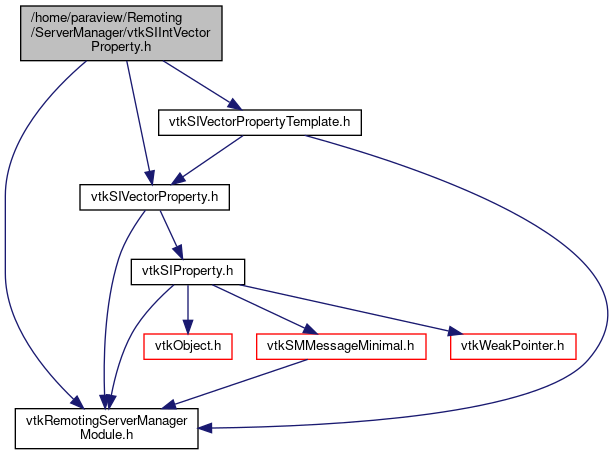 /home/paraview/Remoting
/ServerManager/vtkSIIntVector
Property.h
vtkSIVectorPropertyTemplate.h
vtkSIVectorProperty.h
vtkSIProperty.h
vtkObject.h
vtkSMMessageMinimal.h
vtkWeakPointer.h
vtkRemotingServerManager
Module.h